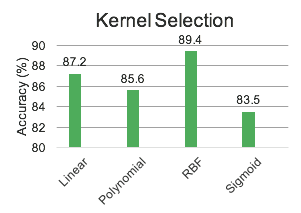 Kernel Selection
Accuracy (%)
90
88
86
84
82
80
87.2
85.6
89.4
83.5
Linear
Polynomial
RBF
Sigmoid